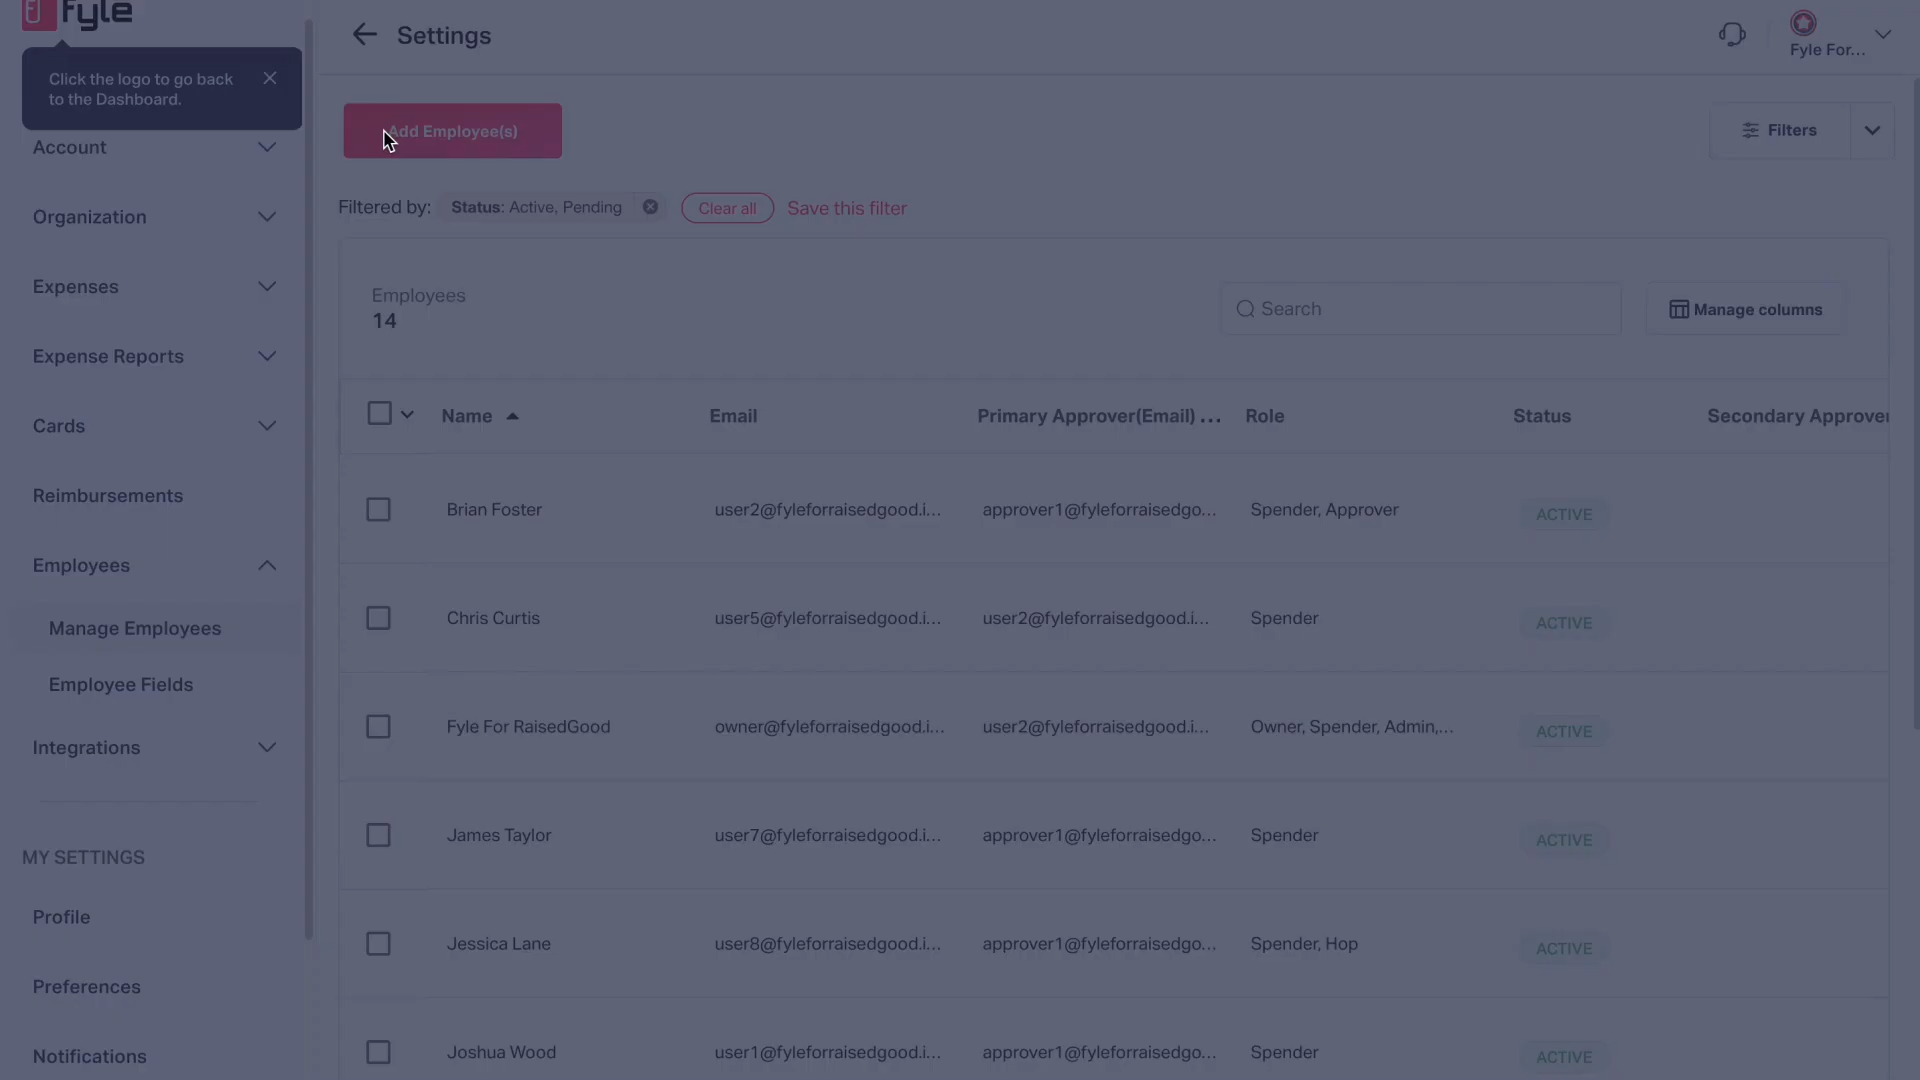 Fyle
Click the logo to go back
to the Dashboard.
Account
Organization
Expenses
Expense Reports
Cards
Reimbursements
Employees
Manage Employees
Employee Fields
Integrations
MY SETTINGS
Profile
Preferences
Notifications
Settings
Fyle For...
Add Employee(s)
Filters
Filtered by: Status: Active, Pending Clear all Save this filter
Employees
14
Search
Manage columns
Name Email Primary Approver(Email) ... Role Status Secondary Approver
Brian Foster user2@fyleforraisedgood.i... approver1@fyleforraisedgo... Spender, Approver ACTIVE
Chris Curtis user5@fyleforraisedgood.i... user2@fyleforraisedgood.i... Spender ACTIVE
Fyle For RaisedGood owner@fyleforraisedgood.i... user2@fyleforraisedgood.i... Owner, Spender, Admin,... ACTIVE
James Taylor user7@fyleforraisedgood.i... approver1@fyleforraisedgo... Spender ACTIVE
Jessica Lane user8@fyleforraisedgood.i... approver1@fyleforraisedgo... Spender, Hop ACTIVE
Joshua Wood user1@fyleforraisedgood.i... approver1@fyleforraisedgo... Spender ACTIVE